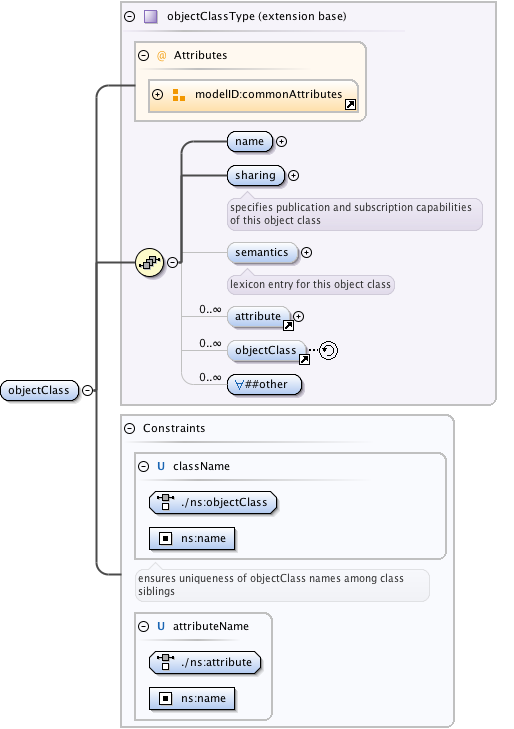 objectClassType (extension base)
@ Attributes
modelID:commonAttributes
name
sharing
specifies publication and subscription capabilities
of this object class
semantics
lexicon entry for this object class
0..∞
attribute
0..∞
objectClass
0..∞
∀##other
objectClass
Constraints
U className
./ns:objectClass
ns:name
ensures uniqueness of objectClass names among class
siblings
U attributeName
./ns:attribute
ns:name